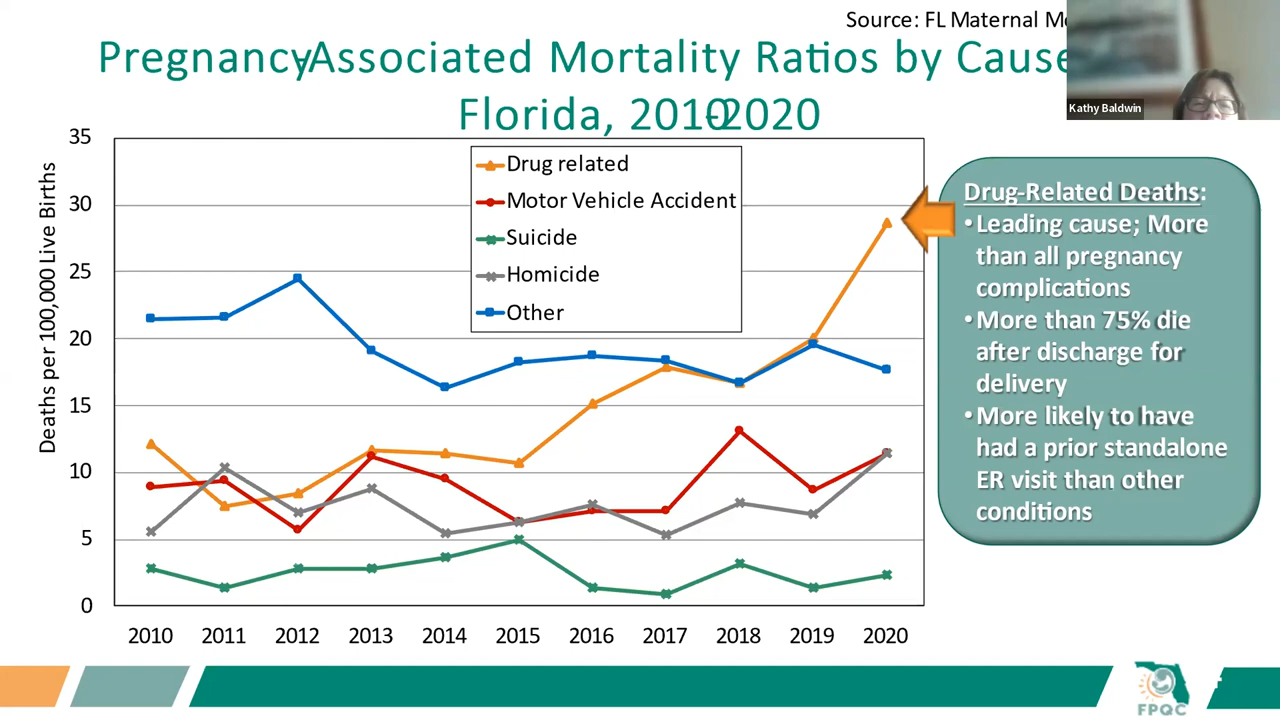 Source: FL Maternal
Pregnancy-Associated Mortality Ratios by Cause
Florida, 2010-2020
Kathy Baldwin
Deaths per 100,000 Live Births
35
30
25
20
15
10
5
0
Drug related
Motor Vehicle Accident
Suicide
Homicide
Other
2010 2011 2012 2013 2014 2015 2016 2017 2018 2019 2020
Drug-Related Deaths:
•Leading cause; More
than all pregnancy
complications
•More than 75% die
after discharge for
delivery
•More likely to have
had a prior standalone
ER visit than other
conditions
FPQC